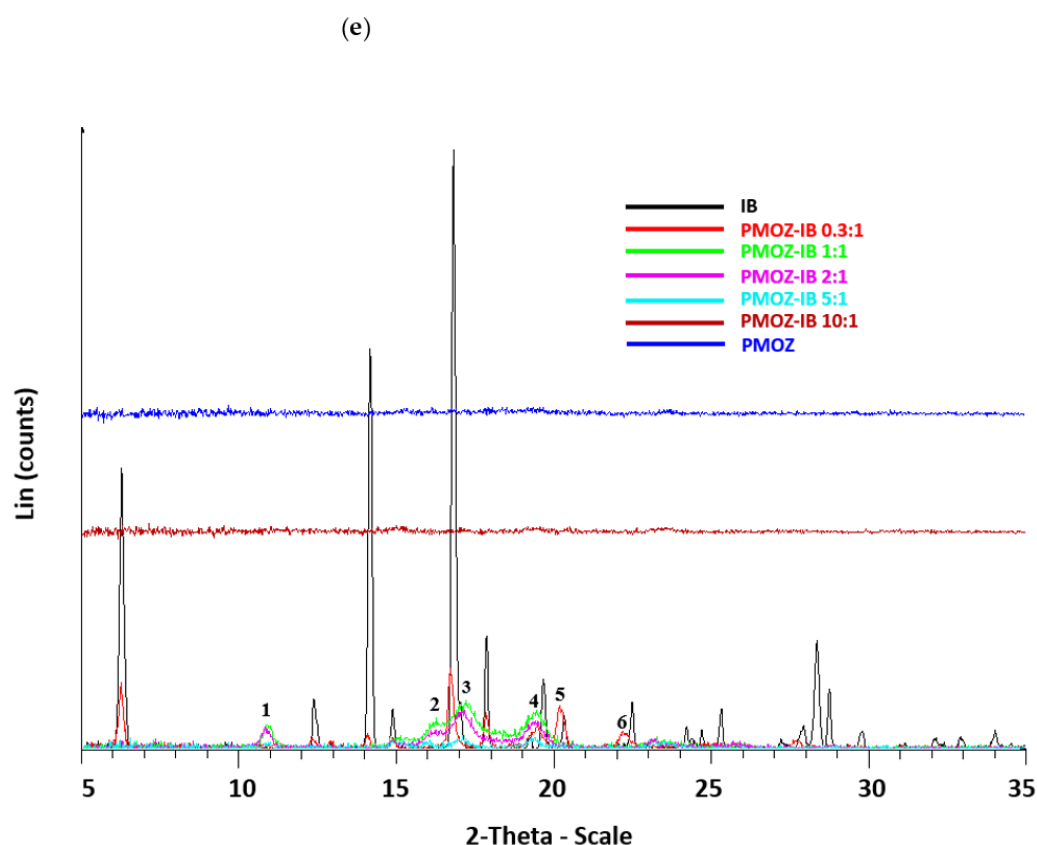 (e)
IB
PMOZ-IB 0.3:1
PMOZ-IB 1:1
PMOZ-IB 2:1
PMOZ-IB 5:1
PMOZ-IB 10:1
PMOZ
Lin (counts)
1
2
3
4
5
6
5 10 15 20 25 30 35
2-Theta - Scale